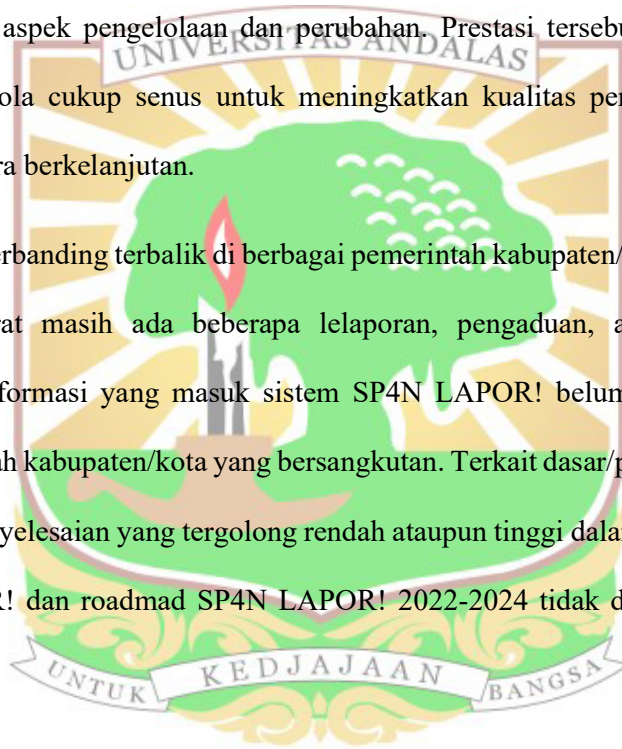 aspek pengelolaan dan perubahan. Prestasi tersebu
UNIVERSITAS ANDALAS
ola cukup senus untuk meningkatkan kualitas per
ra berkelanjutan.
erbanding terbalik di berbagai pemerintah kabupaten/
rat masih ada beberapa lelaporan, pengaduan, a
formasi yang masuk sistem SP4N LAPOR! belum
ah kabupaten/kota yang bersangkutan. Terkait dasar/p
yelesaian yang tergolong rendah ataupun tinggi dalam
R! dan roadmad SP4N LAPOR! 2022-2024 tidak d
UNTUK KEDJAJAAN BANGSA